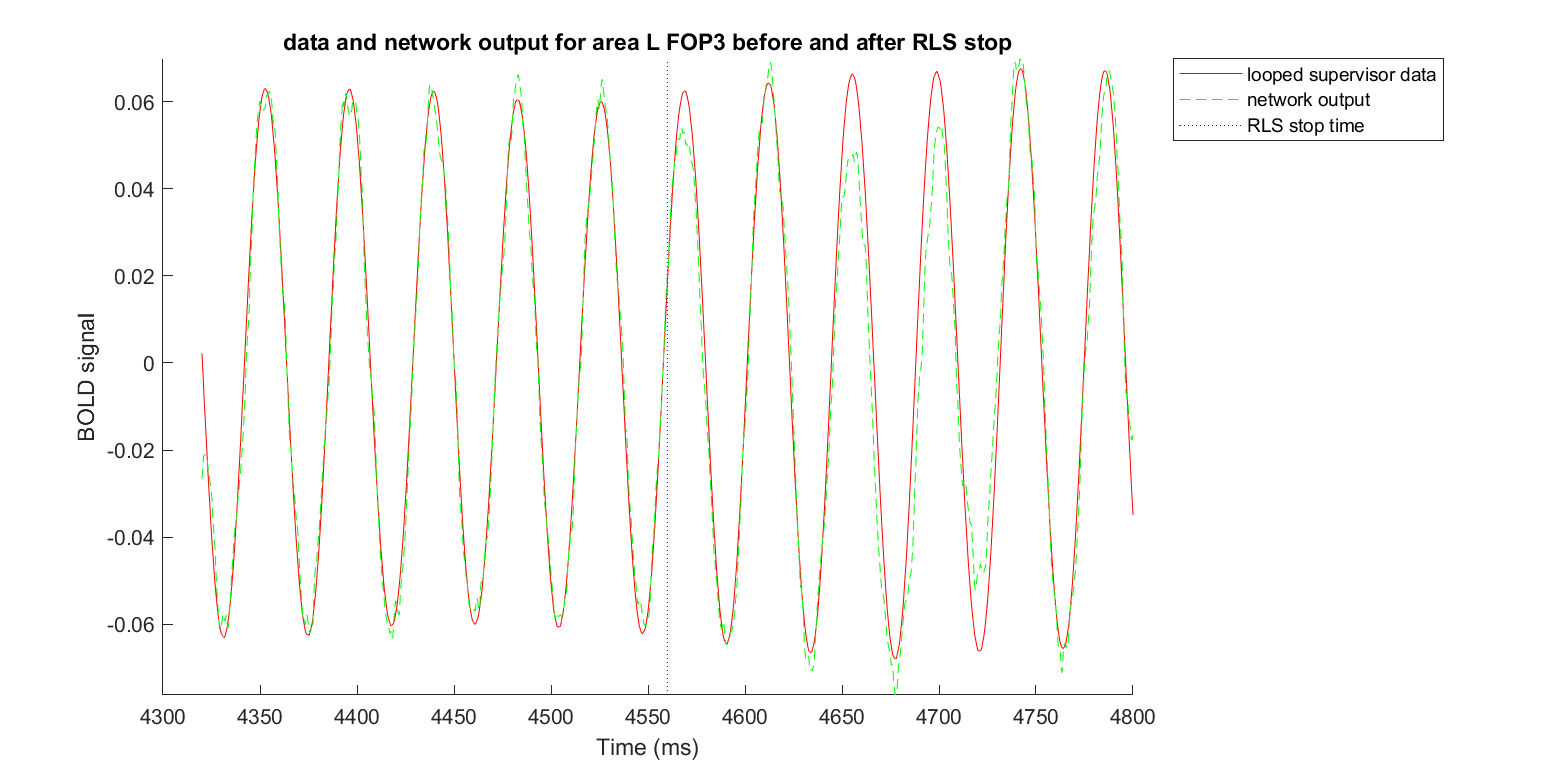 data and network output for area L FOP3 before and after RLS stop
looped supervisor data
network output
RLS stop time
BOLD signal
0.06
0.04
0.02
0
-0.02
-0.04
-0.06
4300 4350 4400 4450 4500 4550 4600 4650 4700 4750 4800
Time (ms)